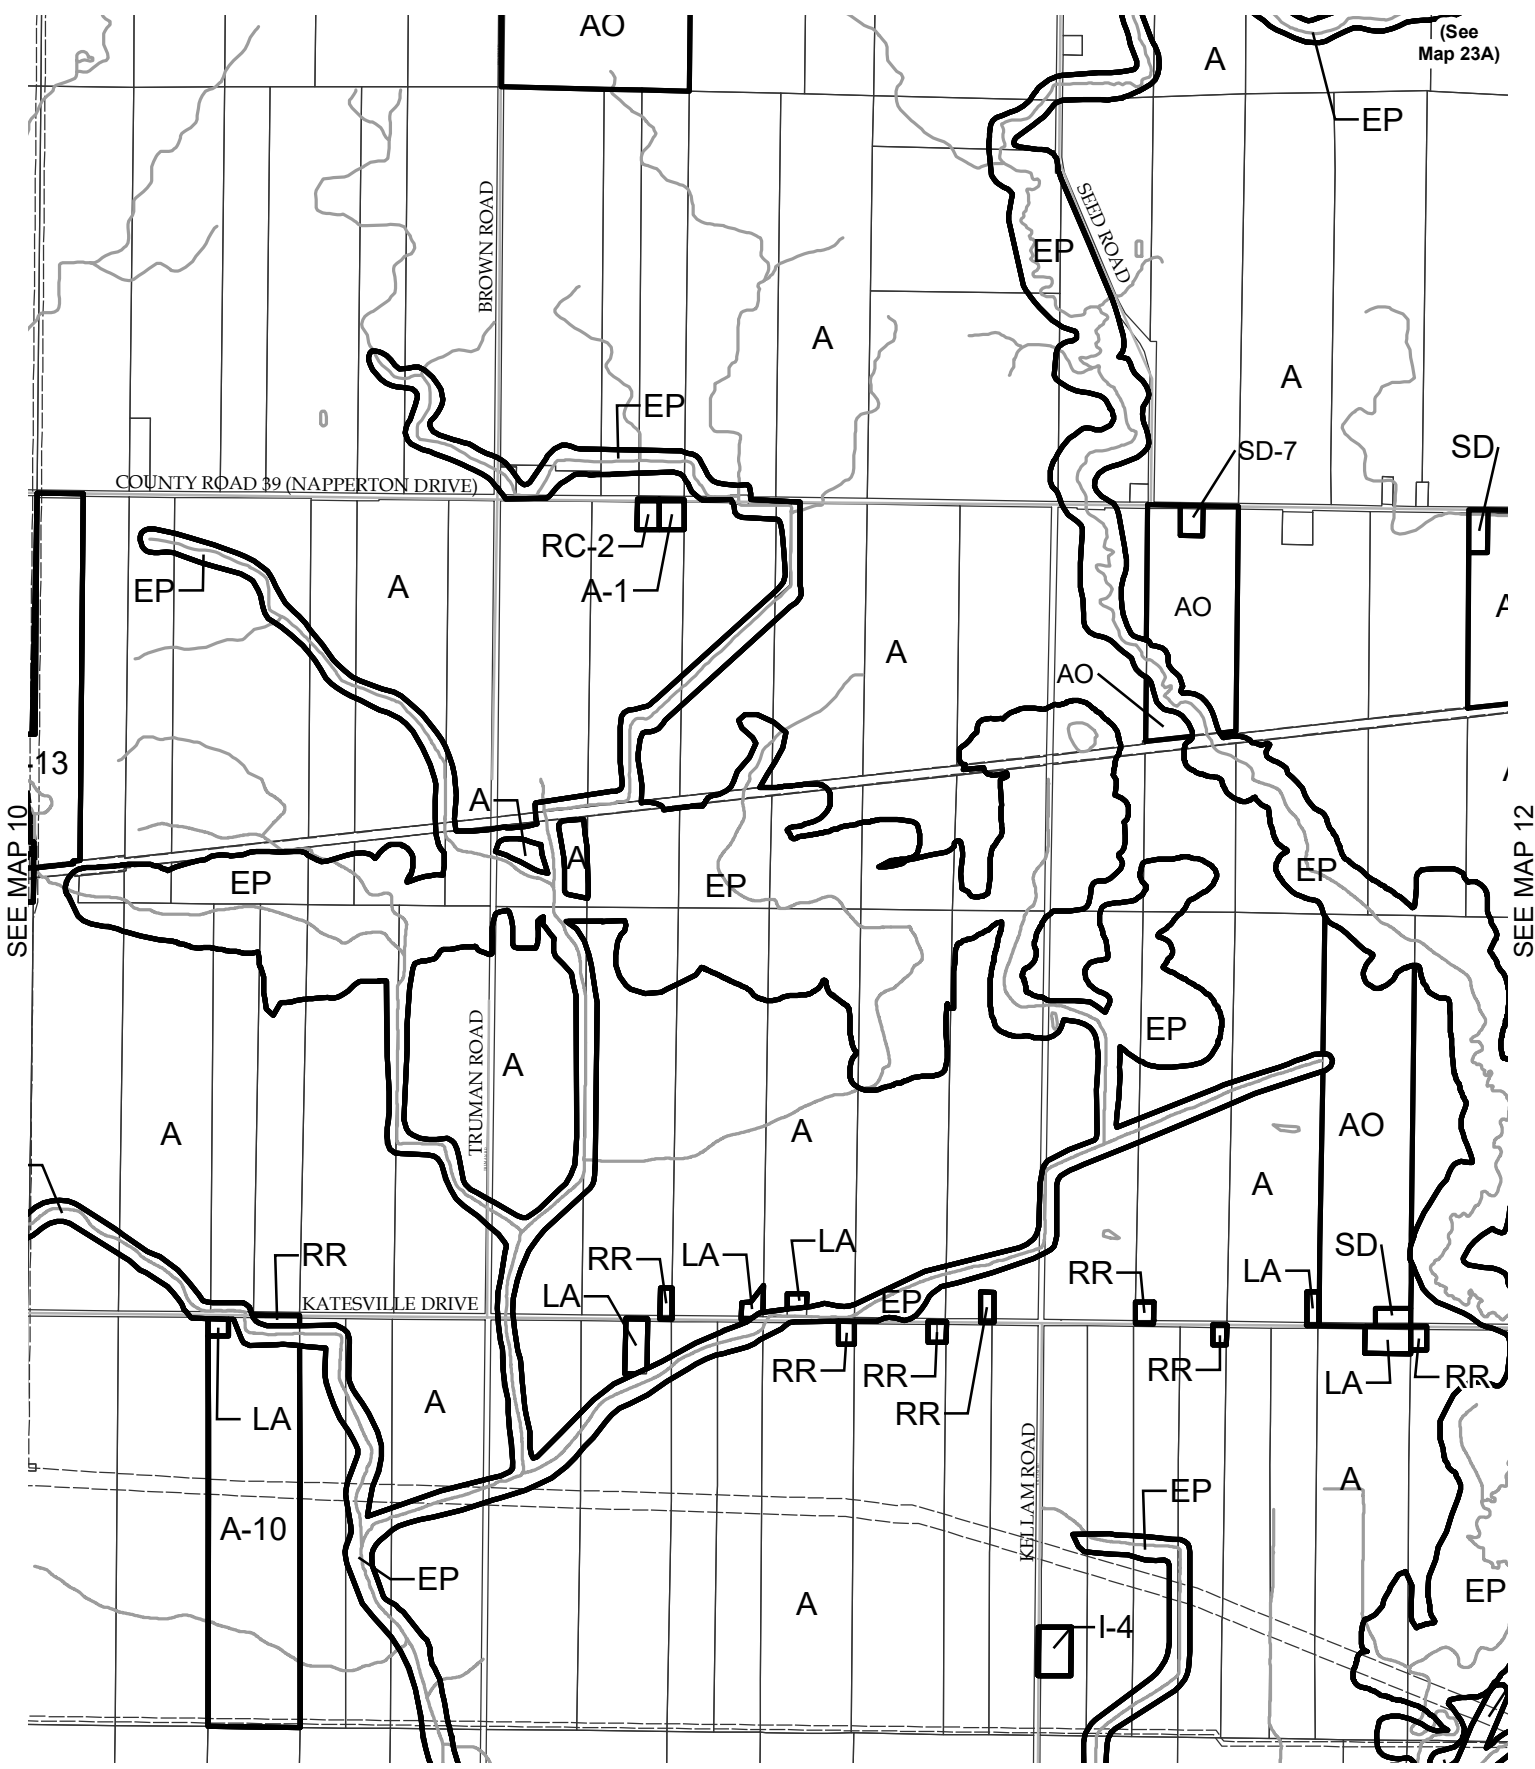 AO
(See
Map 23A)
A
EP
BROWN ROAD
SEED ROAD
EP
A
A
EP
SD-7
SD
COUNTY ROAD 39 (NAPPERTON DRIVE)
RC-2
A-1
EP
A
AO
A
AO
-13
A
A
EP
EP
EP
SEE MAP 10
SEE MAP 12
TRUMAN ROAD
A
EP
A
A
AO
A
RR
RR
LA
LA
SD
RR
LA
KATESVILLE DRIVE
LA
EP
RR
RR
RR
RR
LA
RR
LA
A
KELLAM ROAD
A
EP
A-10
EP
EP
A
I-4